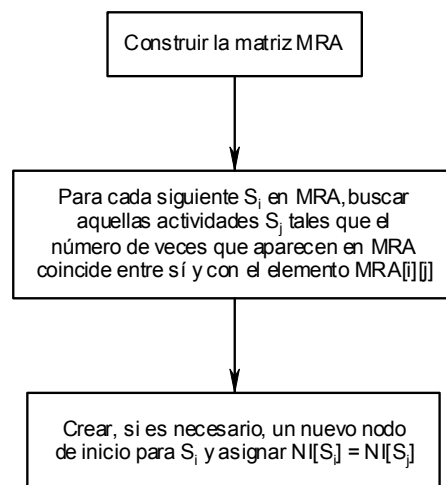 Construir la matriz MRA
Para cada siguiente Si en MRA, buscar
aquellas actividades Sj tales que el
número de veces que aparecen en MRA
coincide entre sí y con el elemento MRA[i][j]
Crear, si es necesario, un nuevo nodo
de inicio para Si y asignar NI[Si] = NI[Sj]